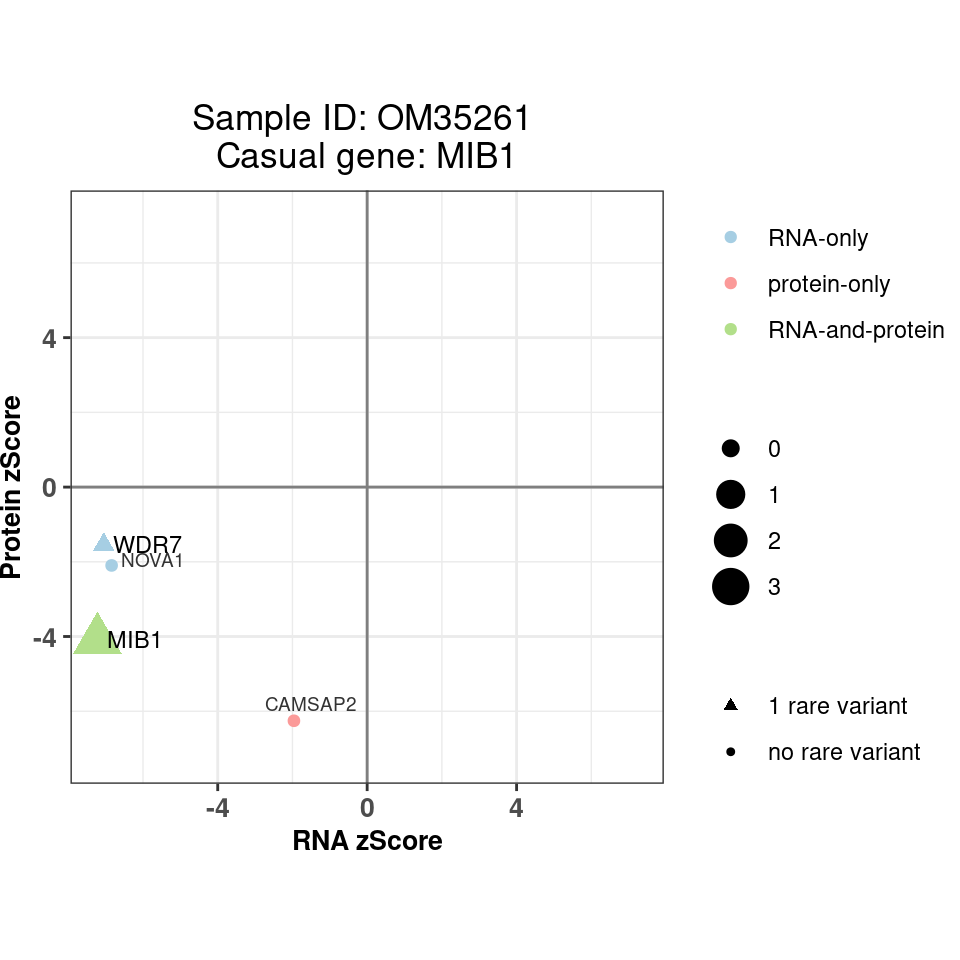 Sample ID: OM35261
Casual gene: MIB1
RNA-only
protein-only
RNA-and-protein
4
0
-4
Protein zScore
WDR7
NOVA1
MIB1
CAMSAP2
0
1
2
3
1 rare variant
no rare variant
-4
0
4
RNA zScore